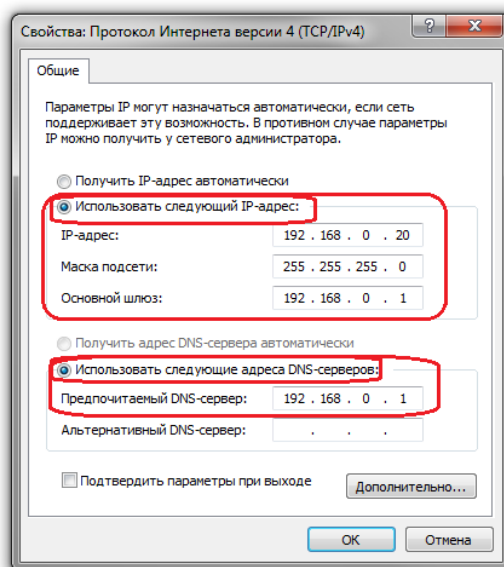 Свойства: Протокол Интернета версии 4 (TCP/IPv4)
Общие
Параметры IP могут назначаться автоматически, если сеть
поддерживает эту возможность. В противном случае параметры
IP можно получить у сетевого администратора.
Получить IP-адрес автоматически
Использовать следующий IP-адрес:
IP-адрес: 192 . 168 . 0 . 20
Маска подсети: 255 . 255 . 255 . 0
Основной шлюз: 192 . 168 . 0 . 1
Получить адрес DNS-сервера автоматически
Использовать следующие адреса DNS-серверов:
Предпочитаемый DNS-сервер: 192 . 168 . 0 . 1
Альтернативный DNS-сервер: . . .
Подтвердить параметры при выходе
Дополнительно...
ОК
Отмена